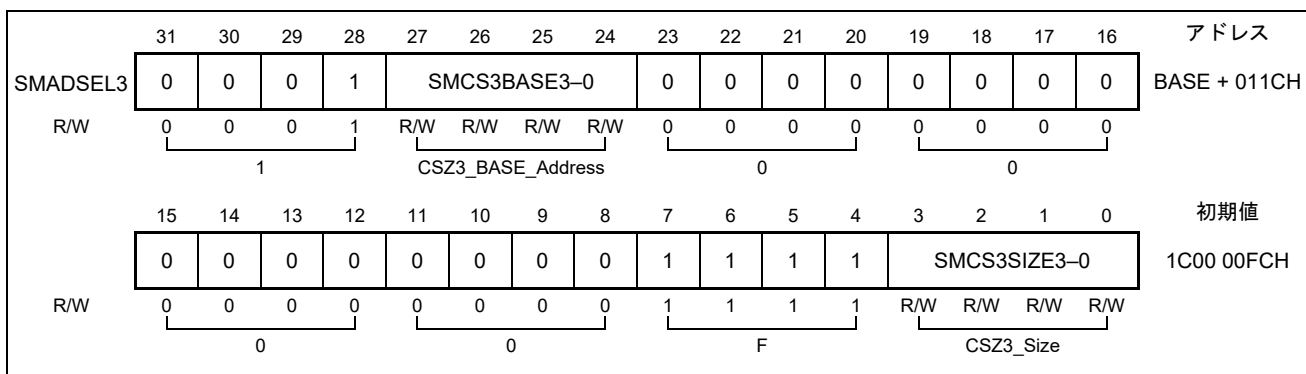 31 30 29 28 27 26 25 24 23 22 21 20 19 18 17 16 アドレス
SMADSEL3 0 0 0 1 SMCS3BASE3–0 0 0 0 0 0 0 0 0 BASE + 011CH
R/W 0 0 0 1 R/W R/W R/W R/W 0 0 0 0 0 0 0 0
1 CSZ3_BASE_Address 0 0
15 14 13 12 11 10 9 8 7 6 5 4 3 2 1 0 初期値
0 0 0 0 0 0 0 0 1 1 1 1 SMCS3SIZE3–0 1C00 00FCH
R/W 0 0 0 0 0 0 0 0 1 1 1 1 R/W R/W R/W R/W
0 0 F CSZ3_Size